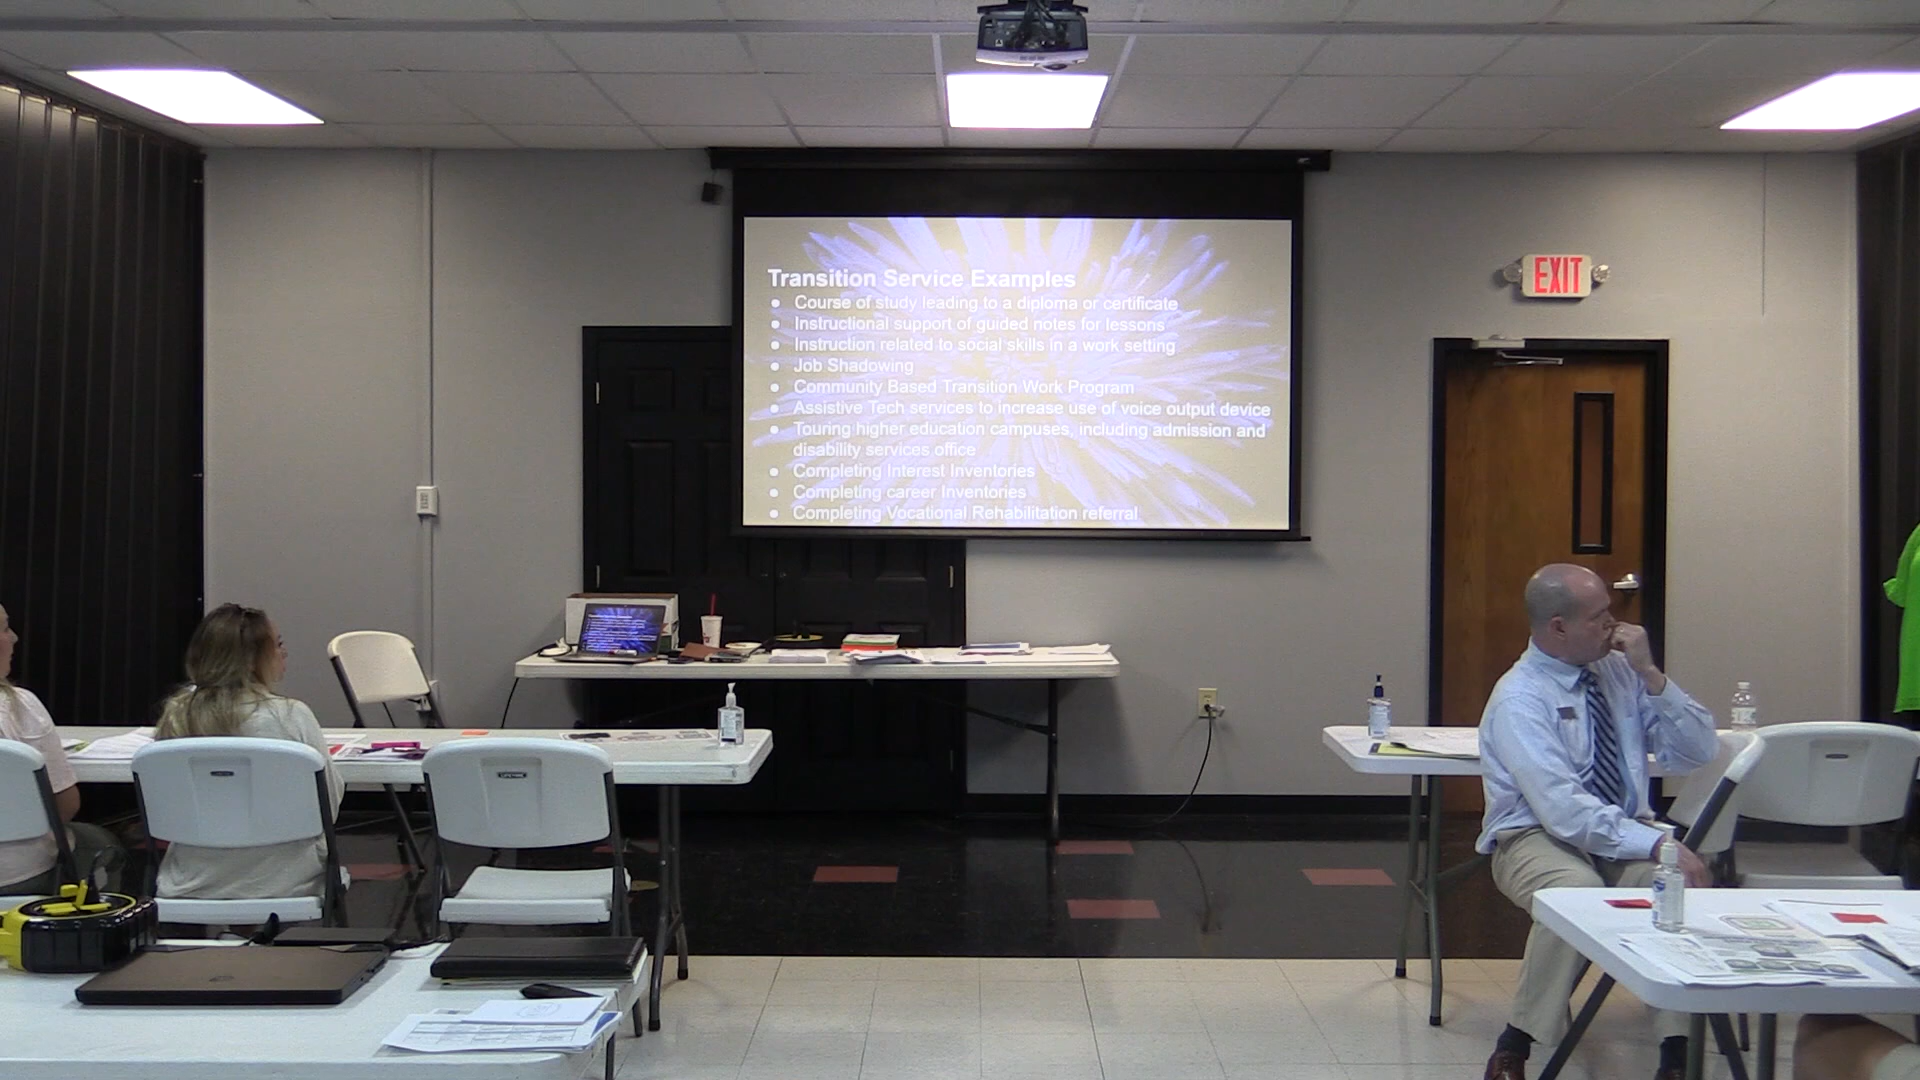 Transition Service Examples
Course of study leading to a diploma or certificate
Instructional support of guided notes for lessons
Instruction related to social skills in a work setting
Job Shadowing
Community Based Transition Work Program
Assistive Tech services to increase use of voice output device
Touring higher education campuses, including admission and
disability services office
Completing Interest Inventories
Completing career Inventories
Completing Vocational Rehabilitation referral
EXIT